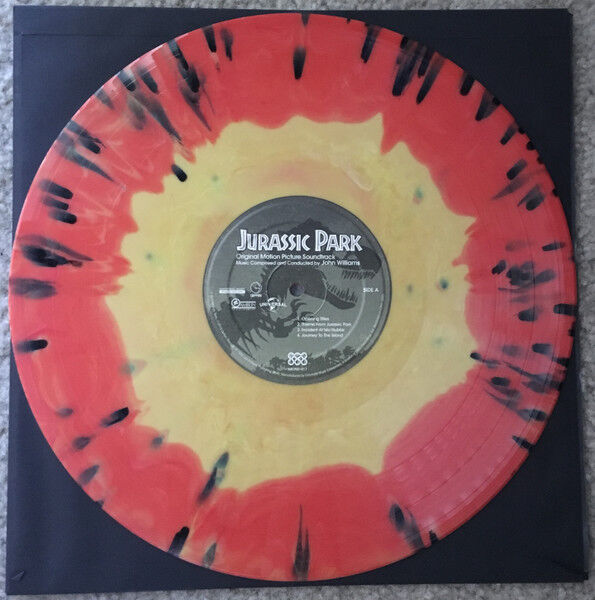 JURASSIC PARK
Original Motion Picture Soundtrack
Music Composed and Conducted by John Williams
SIDE A
UNIVERSAL
1. Opening Titles
2. Theme From Jurassic Park
3. Incident At Isla Nublar
4. Journey To The Island